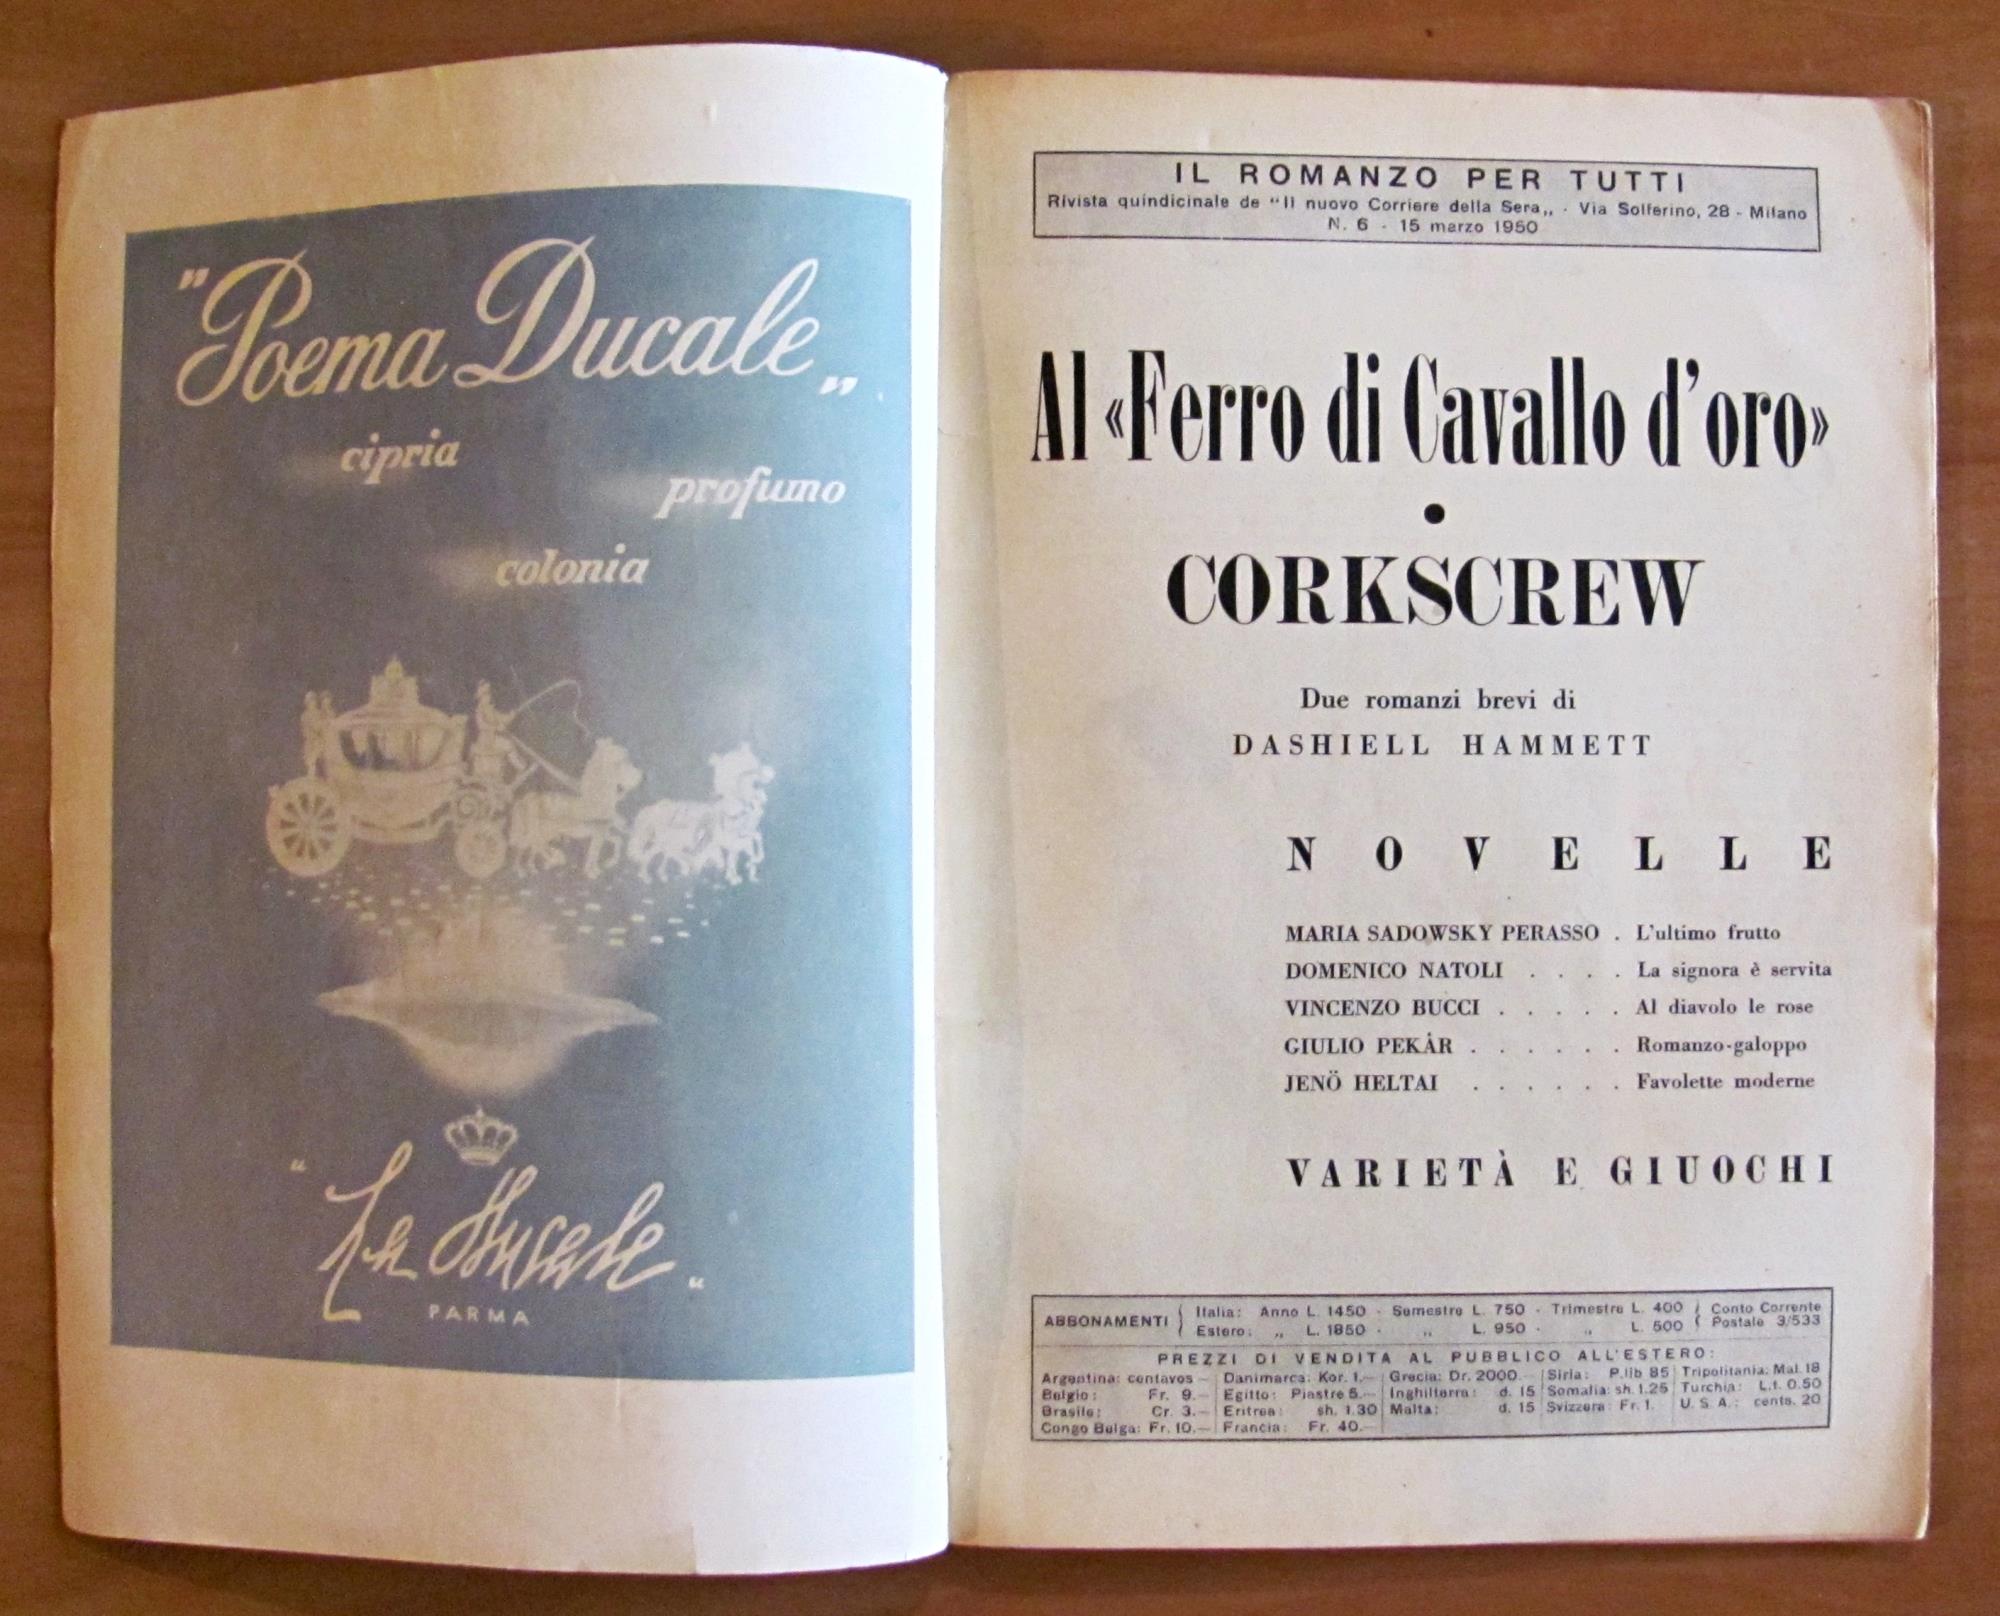 "Poema Ducale„
cipria
profumo
colonia
"La Ducale"
PARMA
IL ROMANZO PER TUTTI
Rivista quindicinale de "Il nuovo Corriere della Sera„ - Via Solferino, 28 - Milano
N. 6 - 15 marzo 1950
Al «Ferro di Cavallo d'oro»
•
CORKSCREW
Due romanzi brevi di
DASHIELL HAMMETT
NOVELLE
MARIA SADOWSKY PERASSO . L'ultimo frutto
DOMENICO NATOLI . . . . La signora è servita
VINCENZO BUCCI . . . . . Al diavolo le rose
GIULIO PEKÁR . . . . . . Romanzo-galoppo
JENÖ HELTAI . . . . . . Favolette moderne
VARIETÀ E GIUOCHI
ABBONAMENTI { Italia: Anno L. 1450 - Semestre L. 750 - Trimestre L. 400 { Conto Corrente
Estero: „ L. 1850 - „ L. 950 - „ L. 500 { Postale 3/533
PREZZI DI VENDITA AL PUBBLICO ALL'ESTERO:
Argentina: centavos — Danimarca: Kor. 1.— Grecia: Dr. 2000.— Siria: P.lib 85 Tripolitania: Mal. 18
Belgio: Fr. 9.— Egitto: Piastre 5.— Inghilterra: d. 15 Somalia: sh. 1.25 Turchia: L.t. 0.50
Brasile: Cr. 3.— Eritrea: sh. 1.30 Malta: d. 15 Svizzera: Fr. 1. U. S. A.: cents. 20
Congo Belga: Fr. 10.— Francia: Fr. 40.—